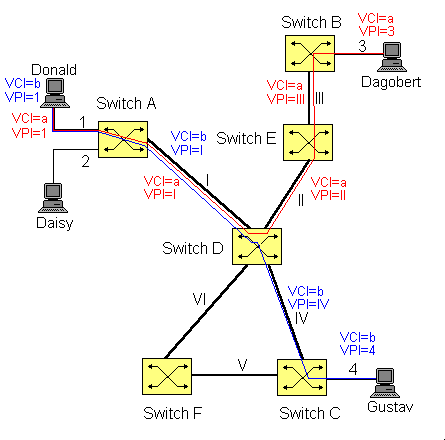 Switch B
VCI=a
VPI=3
3
Dagobert
Donald
VCI=b
VPI=1
VCI=a
VPI=1
Switch A
1
2
VCI=b
VPI=I
VCI=a
VPI=III
III
Switch E
Daisy
VCI=a
VPI=I
I
VCI=a
VPI=II
II
Switch D
VI
VCI=b
VPI=IV
IV
VCI=b
VPI=4
V
4
Switch F
Switch C
Gustav